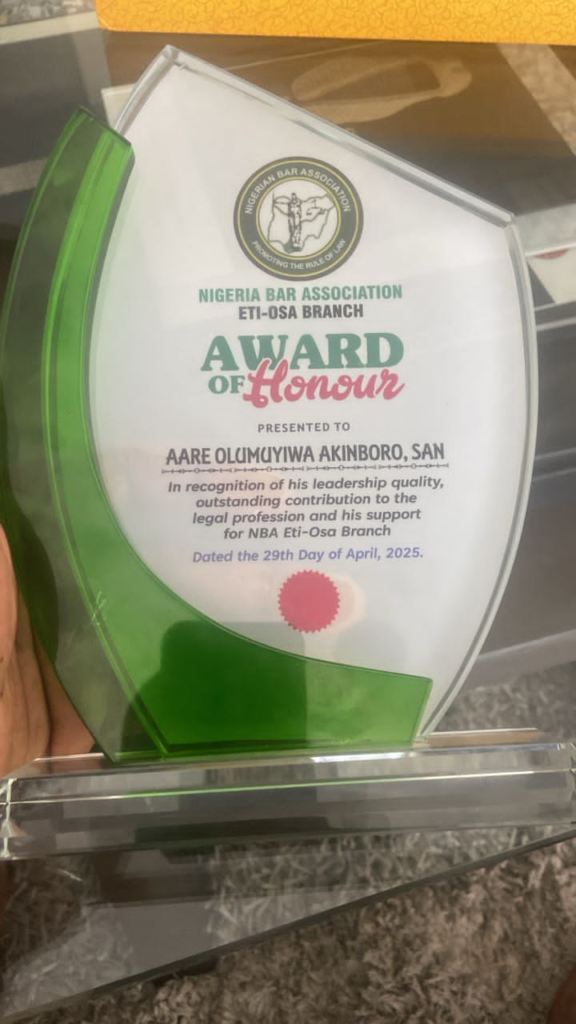 NIGERIAN BAR ASSOCIATION
PROMOTING THE RULE OF LAW
NIGERIA BAR ASSOCIATION
ETI-OSA BRANCH
AWARD
OF Honour
PRESENTED TO
AARE OLUMUYIWA AKINBORO, SAN
In recognition of his leadership quality,
outstanding contribution to the
legal profession and his support
for NBA Eti-Osa Branch
Dated the 29th Day of April, 2025.